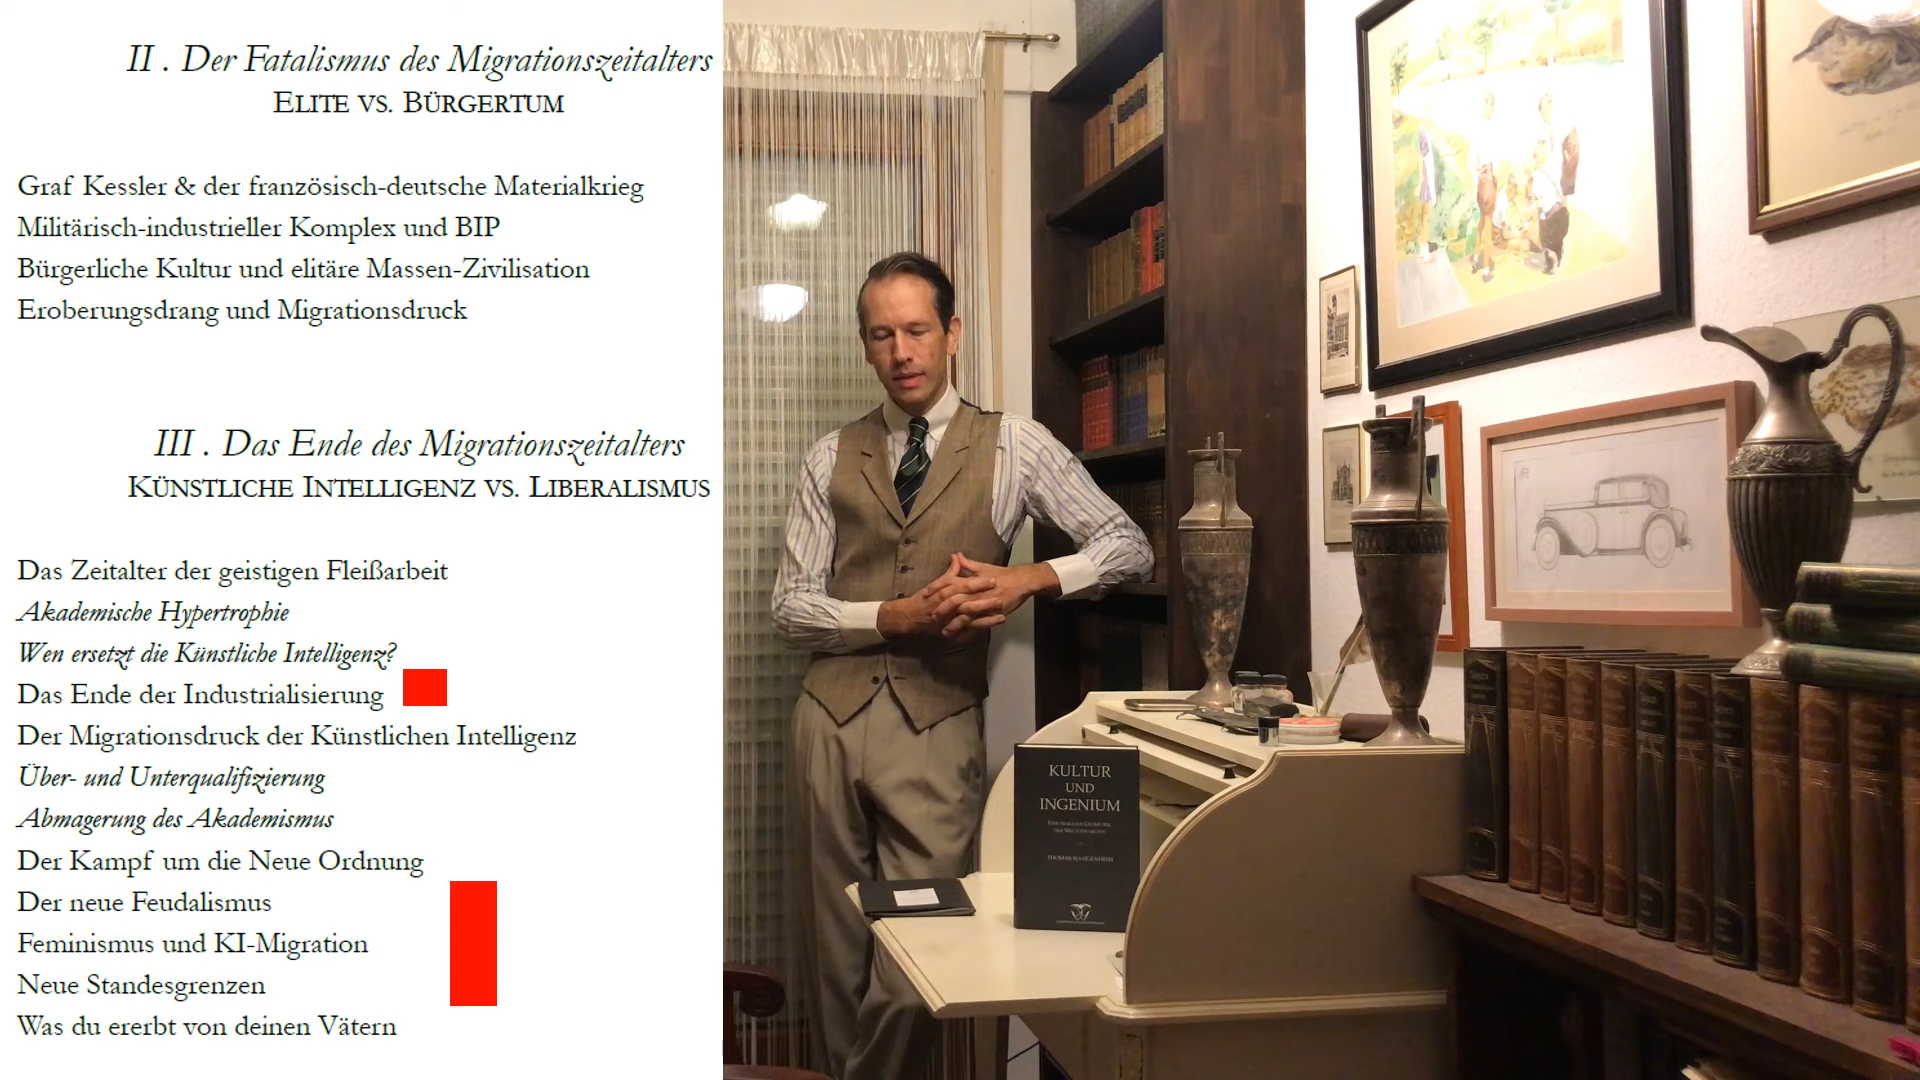 II . Der Fatalismus des Migrationszeitalters
ELITE VS. BÜRGERTUM
Graf Kessler & der französisch-deutsche Materialkrieg
Militärisch-industrieller Komplex und BIP
Bürgerliche Kultur und elitäre Massen-Zivilisation
Eroberungsdrang und Migrationsdruck
III . Das Ende des Migrationszeitalters
KÜNSTLICHE INTELLIGENZ VS. LIBERALISMUS
Das Zeitalter der geistigen Fleißarbeit
Akademische Hypertrophie
Wen ersetzt die Künstliche Intelligenz?
Das Ende der Industrialisierung
Der Migrationsdruck der Künstlichen Intelligenz
Über- und Unterqualifizierung
Abmagerung des Akademismus
Der Kampf um die Neue Ordnung
Der neue Feudalismus
Feminismus und KI-Migration
Neue Standesgrenzen
Was du ererbt von deinen Vätern
KULTUR
UND
INGENIUM